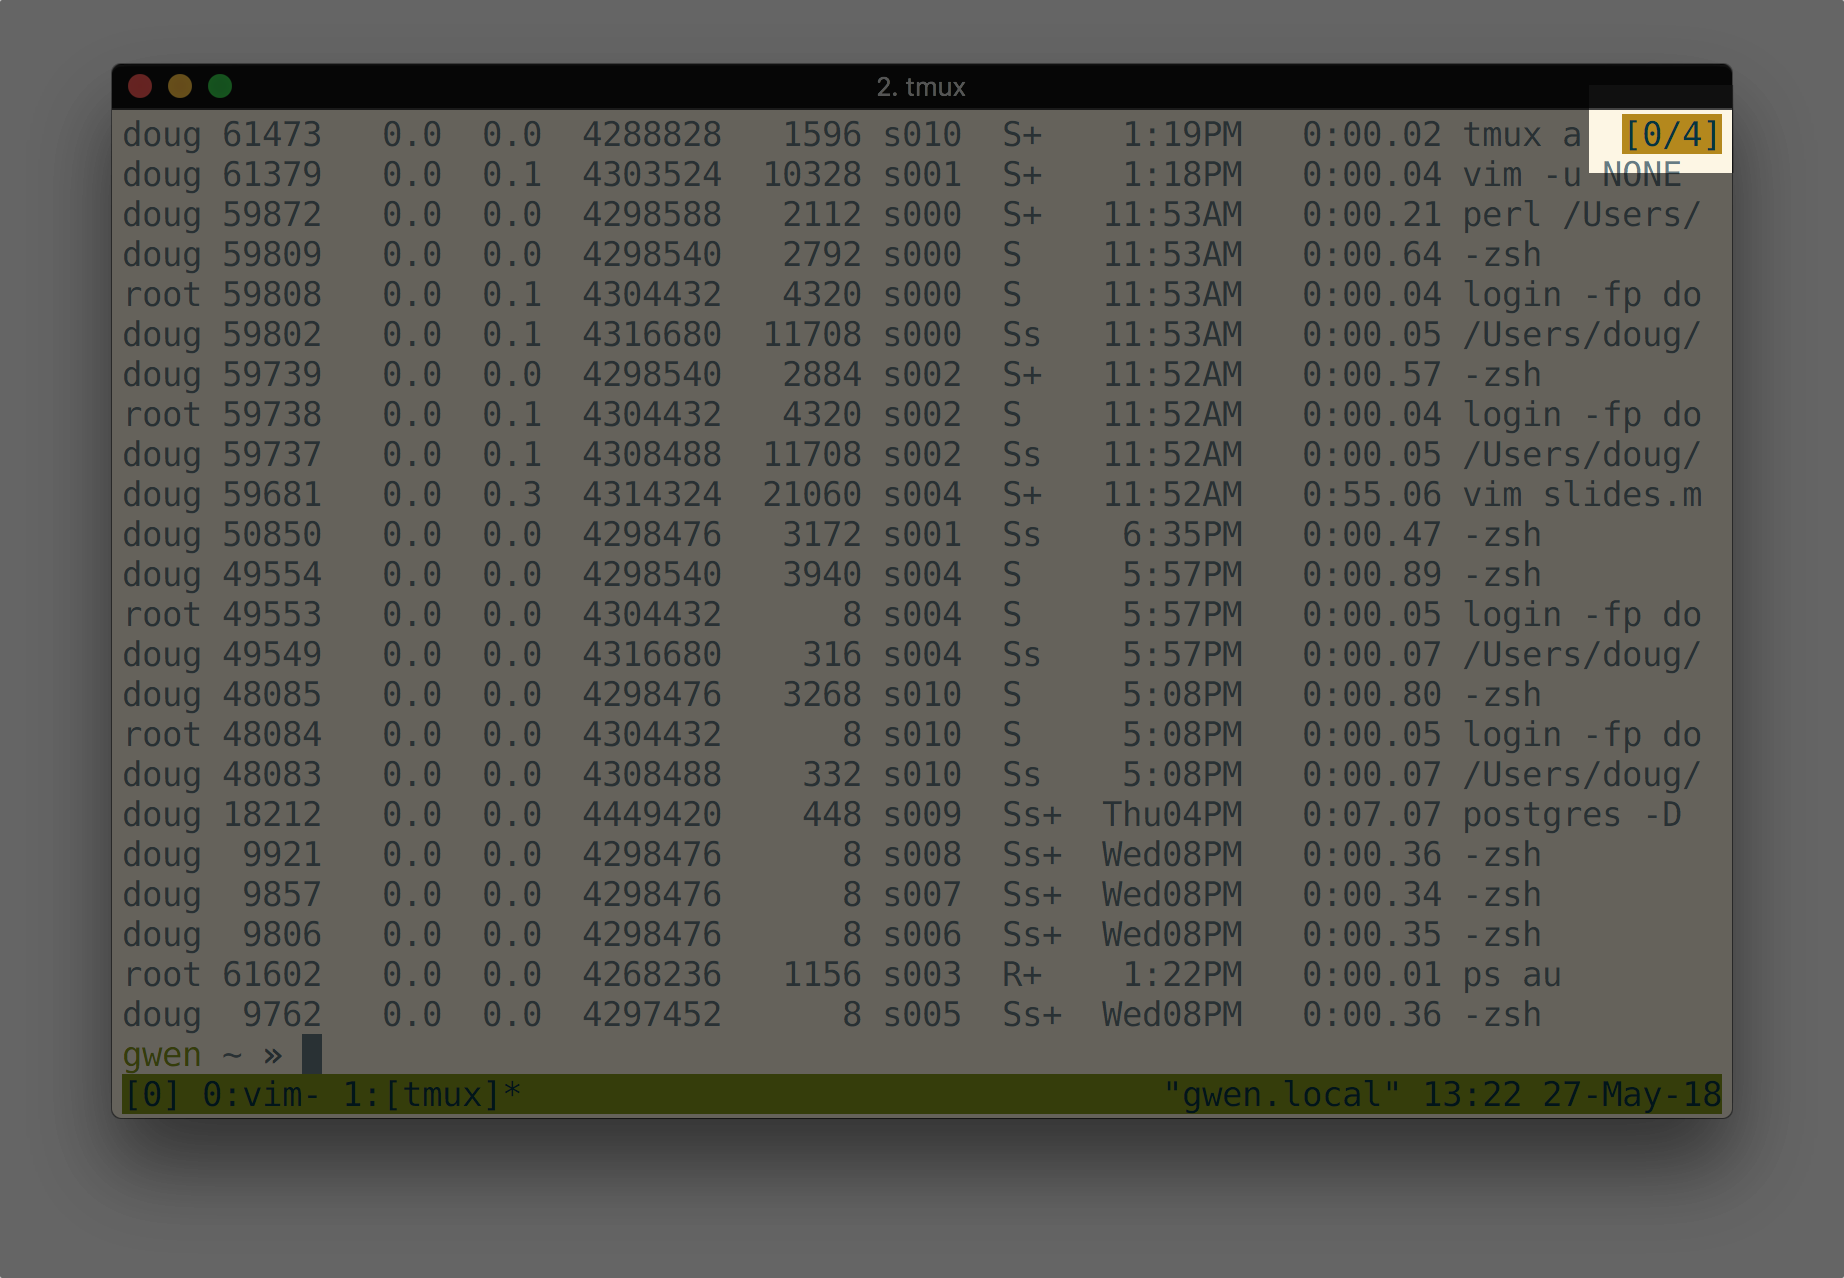 2. tmux
doug 61473   0.0  0.0  4288828   1596 s010  S+    1:19PM   0:00.02 tmux a  [0/4]
doug 61379   0.0  0.1  4303524  10328 s001  S+    1:18PM   0:00.04 vim -u NONE
doug 59872   0.0  0.0  4298588   2112 s000  S+   11:53AM   0:00.21 perl /Users/
doug 59809   0.0  0.0  4298540   2792 s000  S    11:53AM   0:00.64 -zsh
root 59808   0.0  0.1  4304432   4320 s000  S    11:53AM   0:00.04 login -fp do
doug 59802   0.0  0.1  4316680  11708 s000  Ss   11:53AM   0:00.05 /Users/doug/
doug 59739   0.0  0.0  4298540   2884 s002  S+   11:52AM   0:00.57 -zsh
root 59738   0.0  0.1  4304432   4320 s002  S    11:52AM   0:00.04 login -fp do
doug 59737   0.0  0.1  4308488  11708 s002  Ss   11:52AM   0:00.05 /Users/doug/
doug 59681   0.0  0.3  4314324  21060 s004  S+   11:52AM   0:55.06 vim slides.m
doug 50850   0.0  0.0  4298476   3172 s001  Ss    6:35PM   0:00.47 -zsh
doug 49554   0.0  0.0  4298540   3940 s004  S     5:57PM   0:00.89 -zsh
root 49553   0.0  0.0  4304432      8 s004  S     5:57PM   0:00.05 login -fp do
doug 49549   0.0  0.0  4316680    316 s004  Ss    5:57PM   0:00.07 /Users/doug/
doug 48085   0.0  0.0  4298476   3268 s010  S     5:08PM   0:00.80 -zsh
root 48084   0.0  0.0  4304432      8 s010  S     5:08PM   0:00.05 login -fp do
doug 48083   0.0  0.0  4308488    332 s010  Ss    5:08PM   0:00.07 /Users/doug/
doug 18212   0.0  0.0  4449420    448 s009  Ss+  Thu04PM   0:07.07 postgres -D
doug  9921   0.0  0.0  4298476      8 s008  Ss+  Wed08PM   0:00.36 -zsh
doug  9857   0.0  0.0  4298476      8 s007  Ss+  Wed08PM   0:00.34 -zsh
doug  9806   0.0  0.0  4298476      8 s006  Ss+  Wed08PM   0:00.35 -zsh
root 61602   0.0  0.0  4268236   1156 s003  R+    1:22PM   0:00.01 ps au
doug  9762   0.0  0.0  4297452      8 s005  Ss+  Wed08PM   0:00.36 -zsh
gwen ~ »
[0] 0:vim- 1:[tmux]* "gwen.local" 13:22 27-May-18